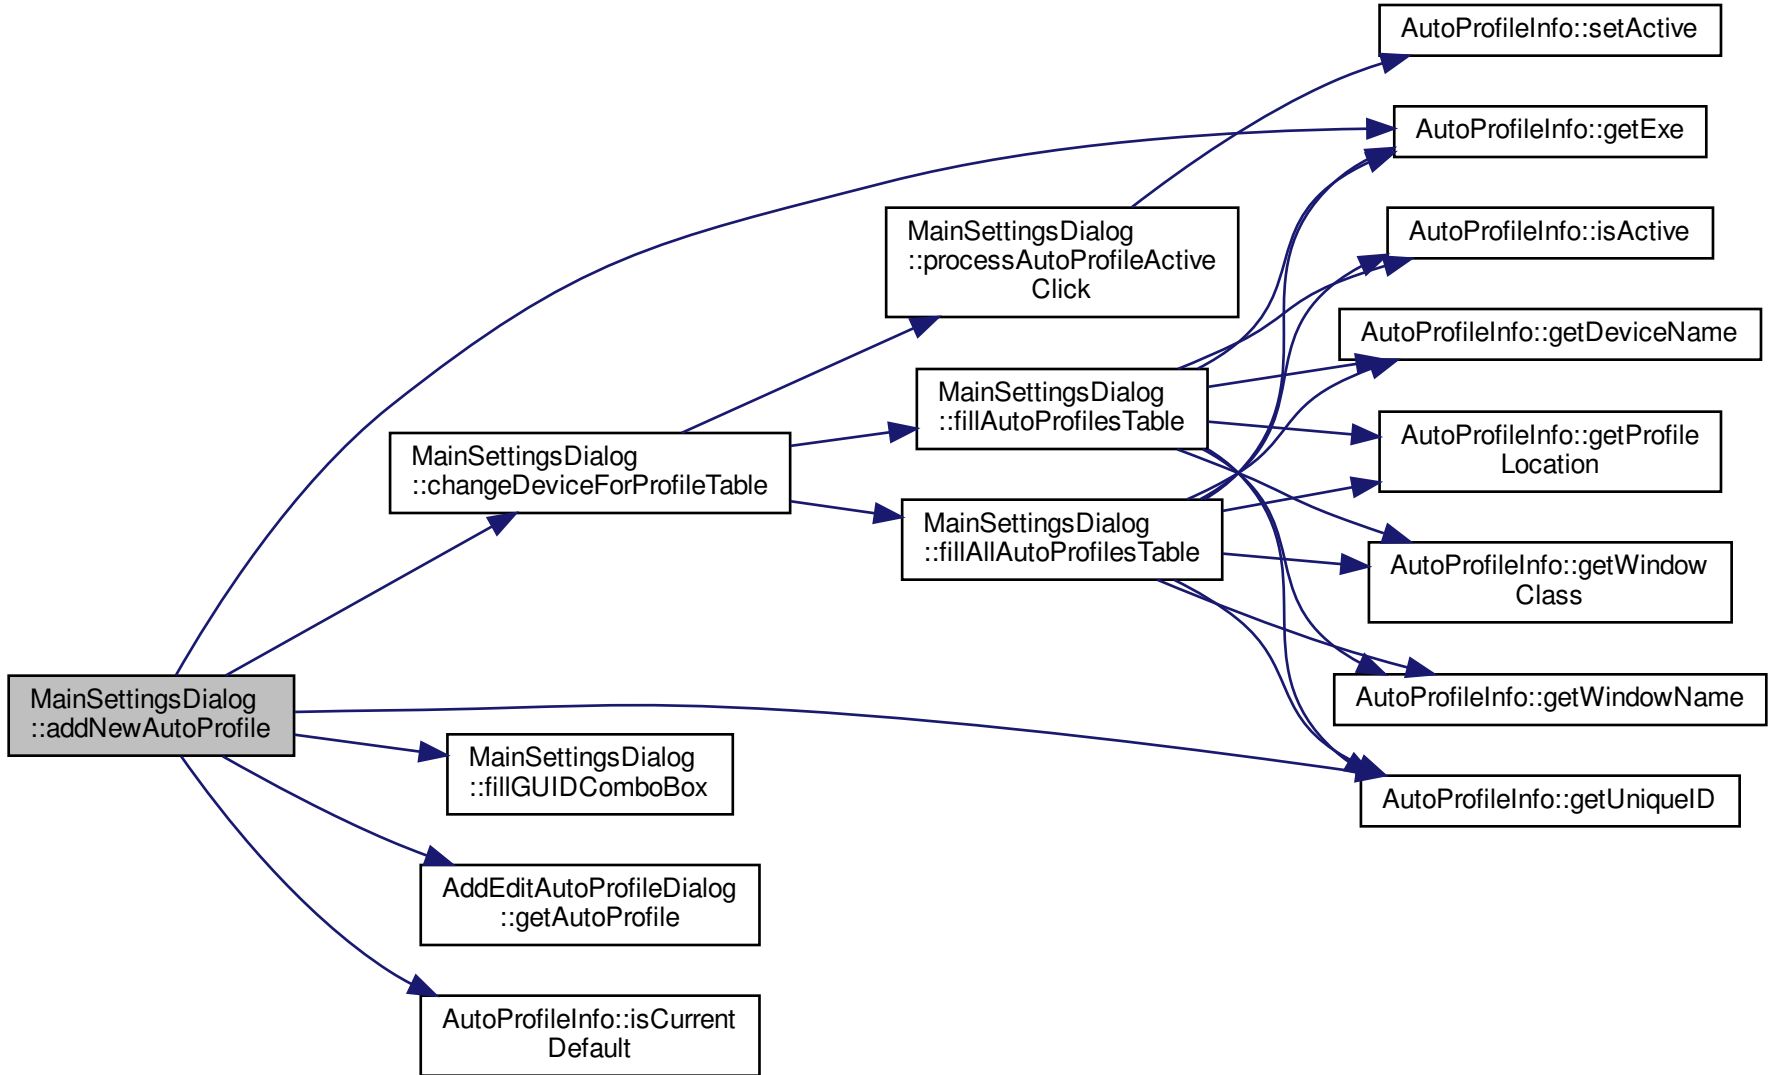 AutoProfileInfo::setActive
AutoProfileInfo::getExe
MainSettingsDialog
::processAutoProfileActive
Click
AutoProfileInfo::isActive
AutoProfileInfo::getDeviceName
MainSettingsDialog
::fillAutoProfilesTable
AutoProfileInfo::getProfile
Location
MainSettingsDialog
::changeDeviceForProfileTable
MainSettingsDialog
::fillAllAutoProfilesTable
AutoProfileInfo::getWindow
Class
MainSettingsDialog
::addNewAutoProfile
AutoProfileInfo::getWindowName
MainSettingsDialog
::fillGUIDComboBox
AutoProfileInfo::getUniqueID
AddEditAutoProfileDialog
::getAutoProfile
AutoProfileInfo::isCurrent
Default